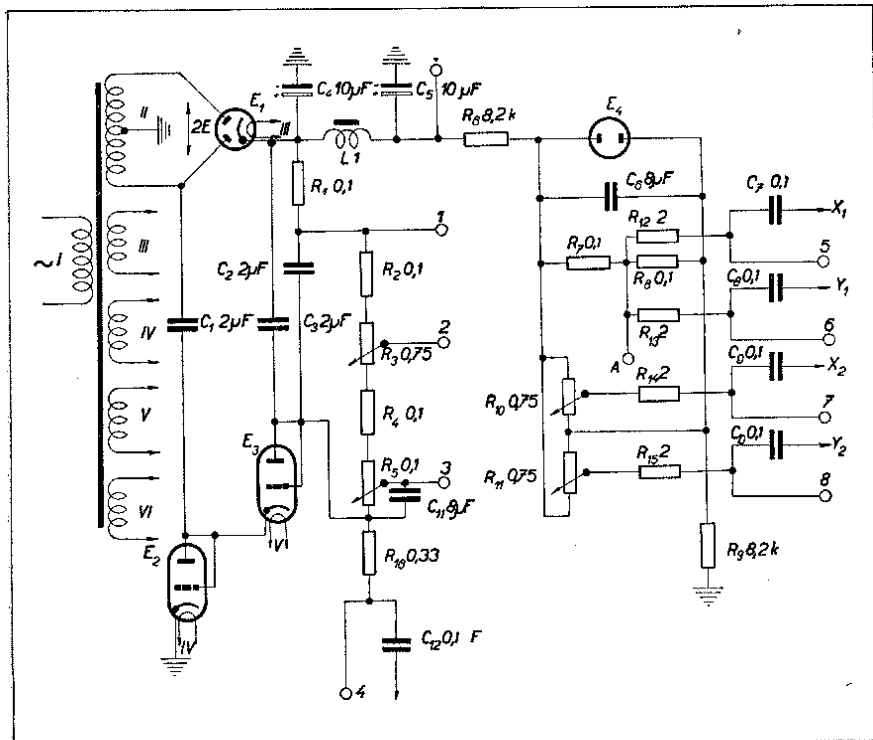 C4 10µF
C5 10µF
E1
II
2E
III
L1
R6 8,2k
E4
R1 0,1
C6 8µF
C7 0,1
X1
R12 2
1
5
~I
III
R7 0,1
R8 0,1
C2 2µF
R2 0,1
C8 0,1
Y1
IV
C1 2µF
C3 2µF
2
R13 2
6
R3 0,75
A
C9 0,1
X2
V
R10 0,75
R14 2
7
R4 0,1
E3
C10 0,1
Y2
R11 0,75
R15 2
3
8
R5 0,1
VI
C11 8µF
V
E2
R16 0,33
R9 8,2k
IV
C12 0,1 F
4